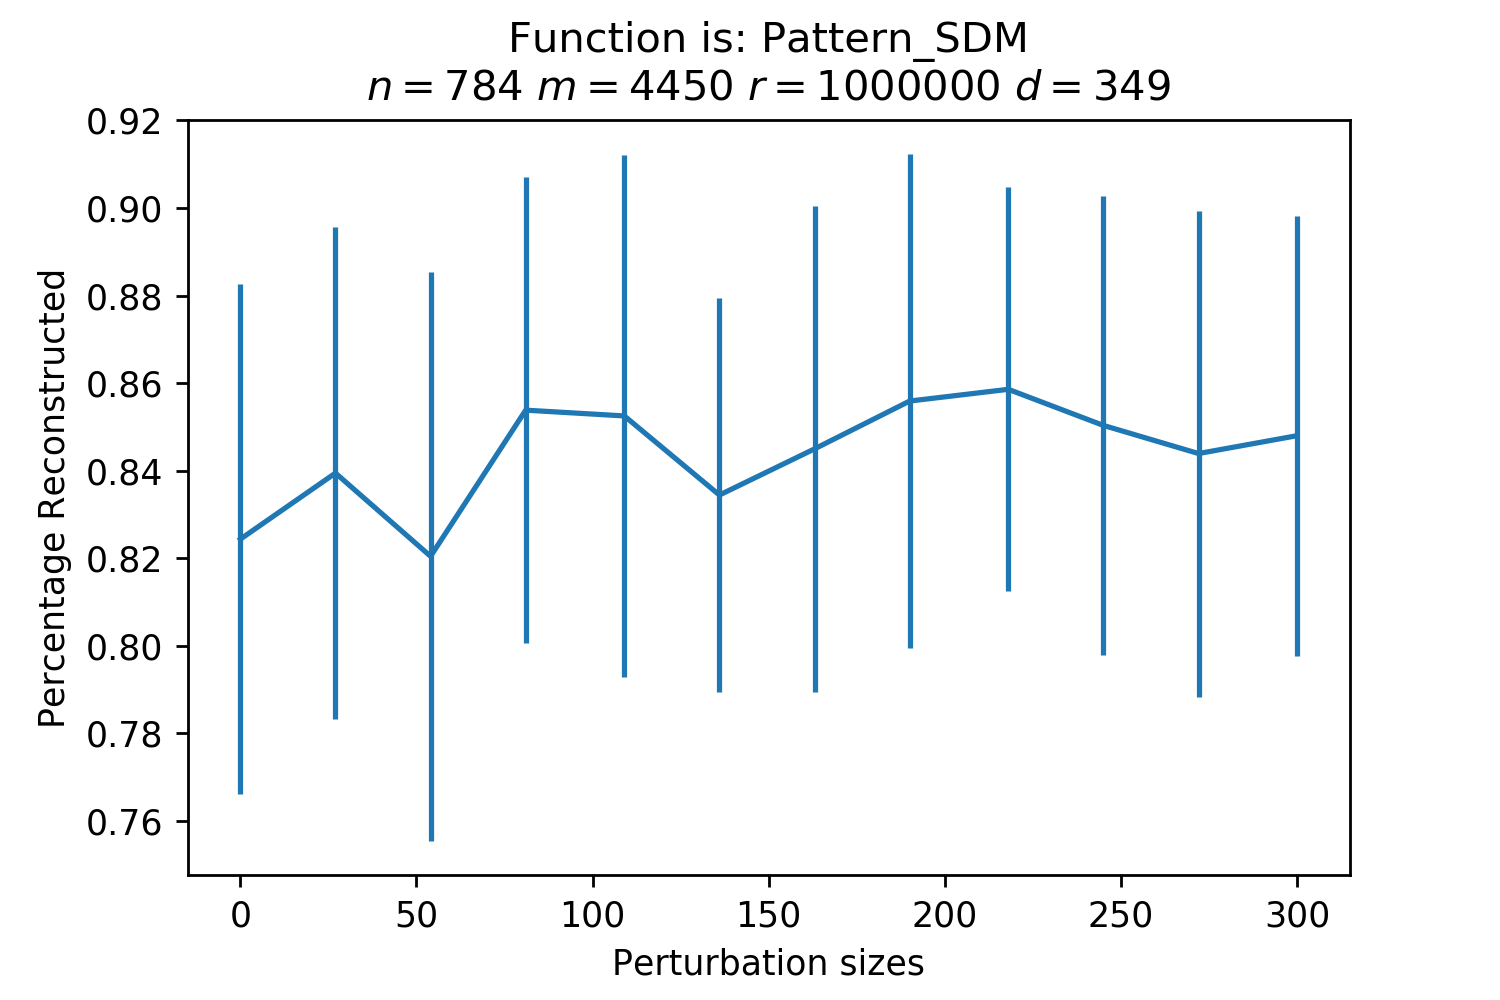 Function is: Pattern_SDM
n = 784 m = 4450 r = 1000000 d = 349
0.92
0.90
0.88
0.86
0.84
0.82
0.80
0.78
0.76
Percentage Reconstructed
0 50 100 150 200 250 300
Perturbation sizes